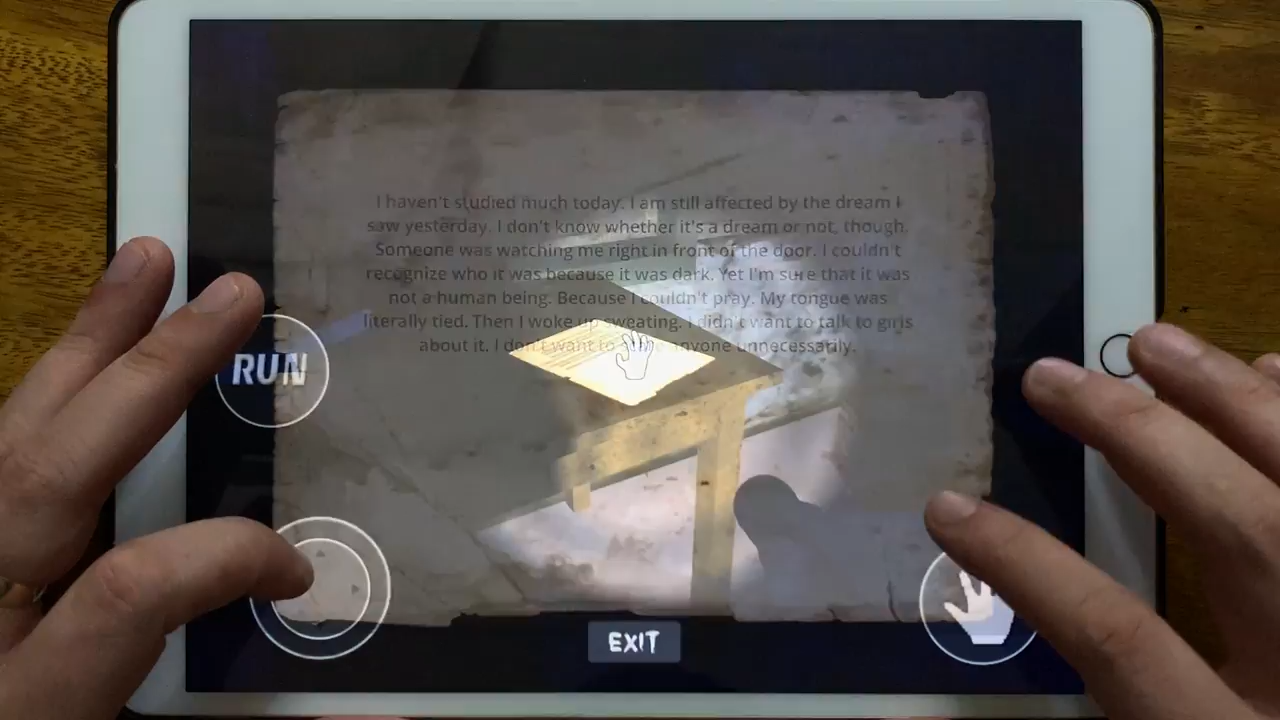 I haven't studied much today. I am still affected by the dream I
saw yesterday. I don't know whether it's a dream or not, though.
Someone was watching me right in front of the door. I couldn't
recognize who it was because it was dark. Yet I'm sure that it was
not a human being. Because I couldn't pray. My tongue was
literally tied. Then I woke up sweating. I didn't want to talk to girls
about it. I don't want to scare anyone unnecessarily.
RUN
EXIT